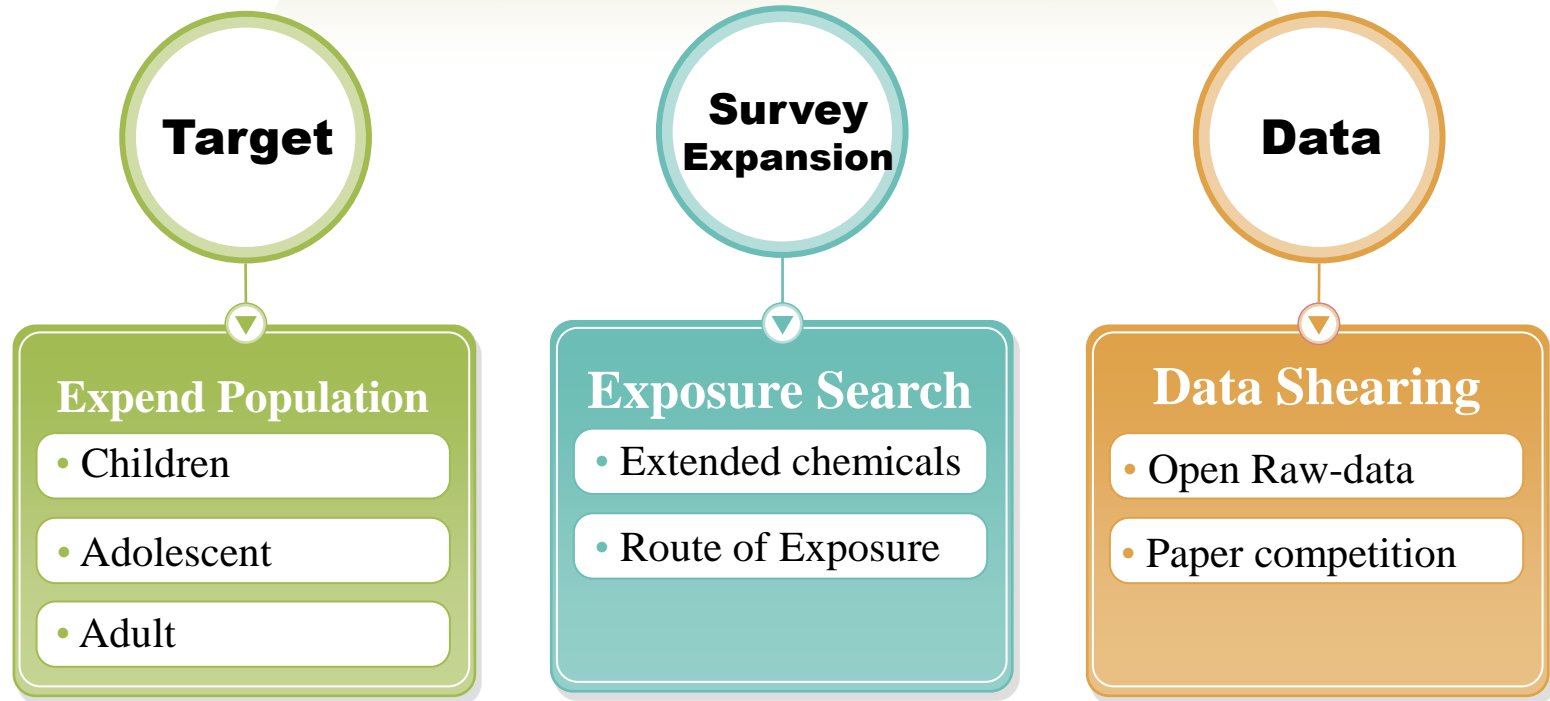 Target
Expend Population
• Children
• Adolescent
• Adult
Survey
Expansion
Exposure Search
• Extended chemicals
• Route of Exposure
Data
Data Shearing
• Open Raw-data
• Paper competition